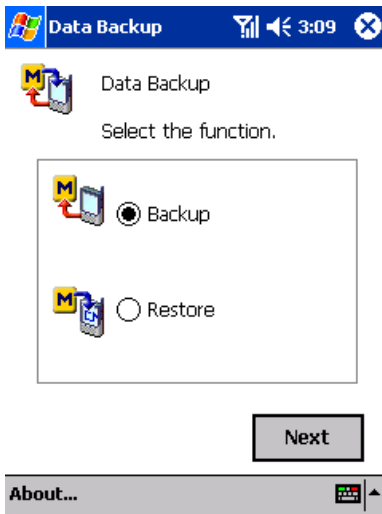 Data Backup 3:09
Data Backup
Select the function.
M
Backup
M
Restore
Next
About...